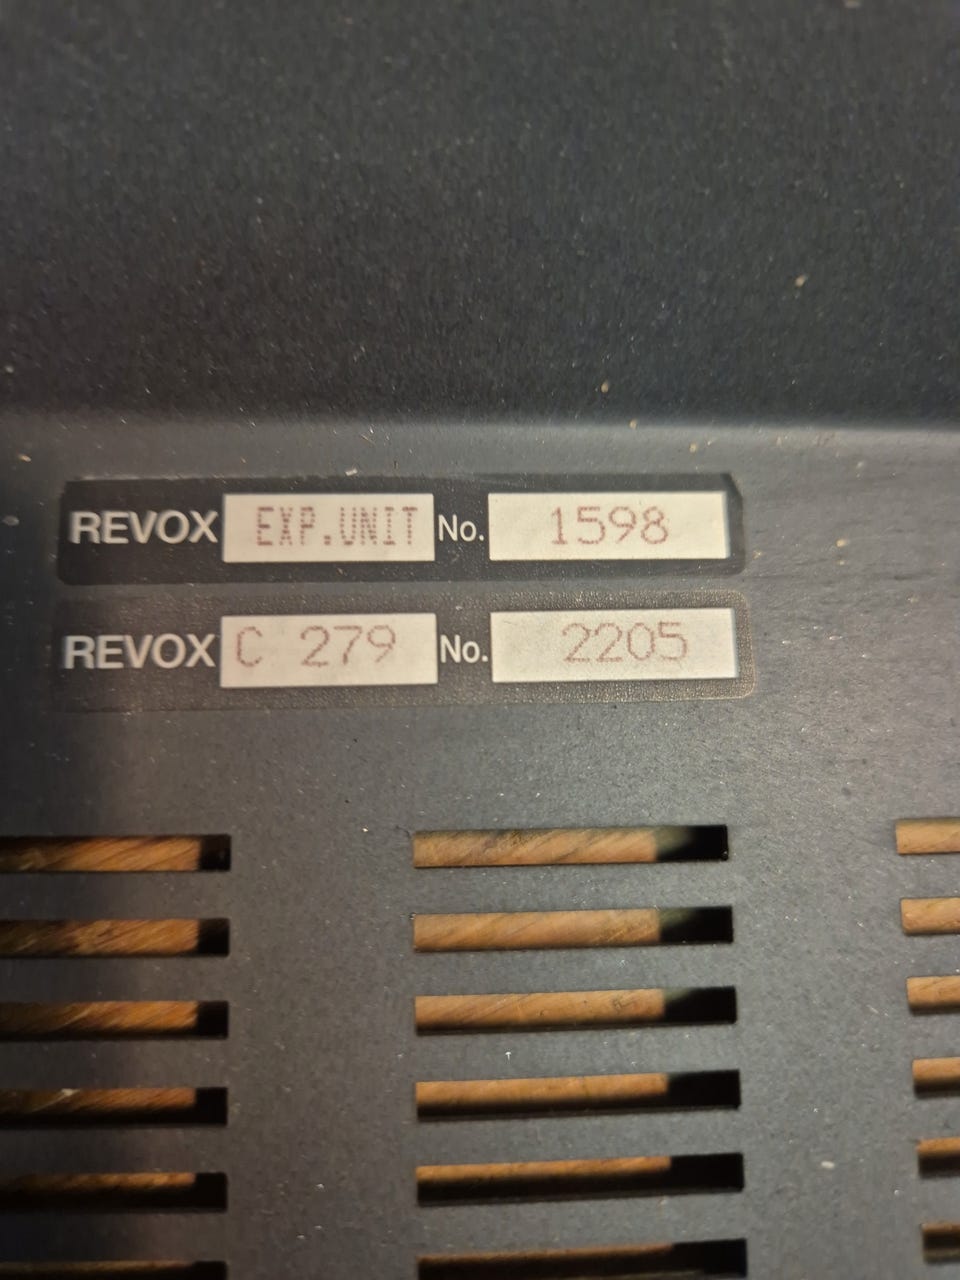 REVOX EXP.UNIT No. 1598
REVOX C 279 No. 2205